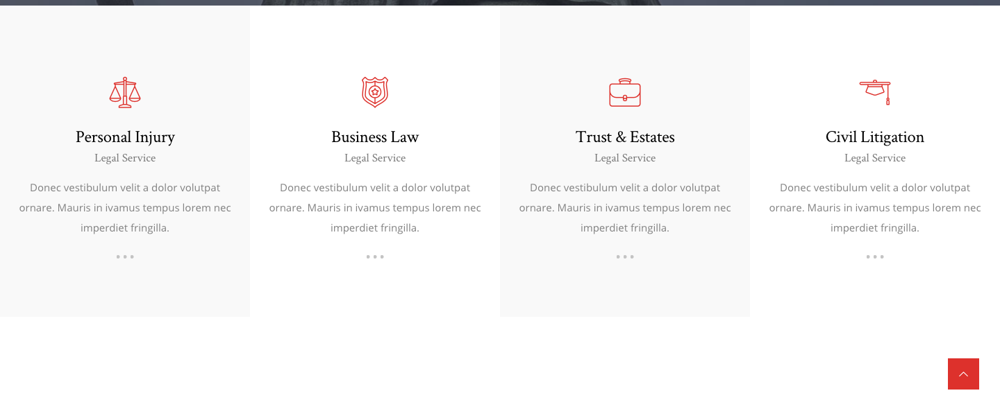 Personal Injury
Legal Service
Donec vestibulum velit a dolor volutpat
ornare. Mauris in ivamus tempus lorem nec
imperdiet fringilla.
Business Law
Legal Service
Donec vestibulum velit a dolor volutpat
ornare. Mauris in ivamus tempus lorem nec
imperdiet fringilla.
Trust & Estates
Legal Service
Donec vestibulum velit a dolor volutpat
ornare. Mauris in ivamus tempus lorem nec
imperdiet fringilla.
Civil Litigation
Legal Service
Donec vestibulum velit a dolor volutpat
ornare. Mauris in ivamus tempus lorem nec
imperdiet fringilla.